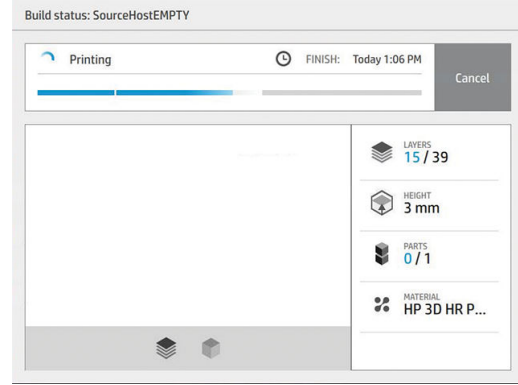 Build status: SourceHostEMPTY
Printing
FINISH: Today 1:06 PM
Cancel
LAYERS
15 / 39
HEIGHT
3 mm
PARTS
0 / 1
MATERIAL
HP 3D HR P...